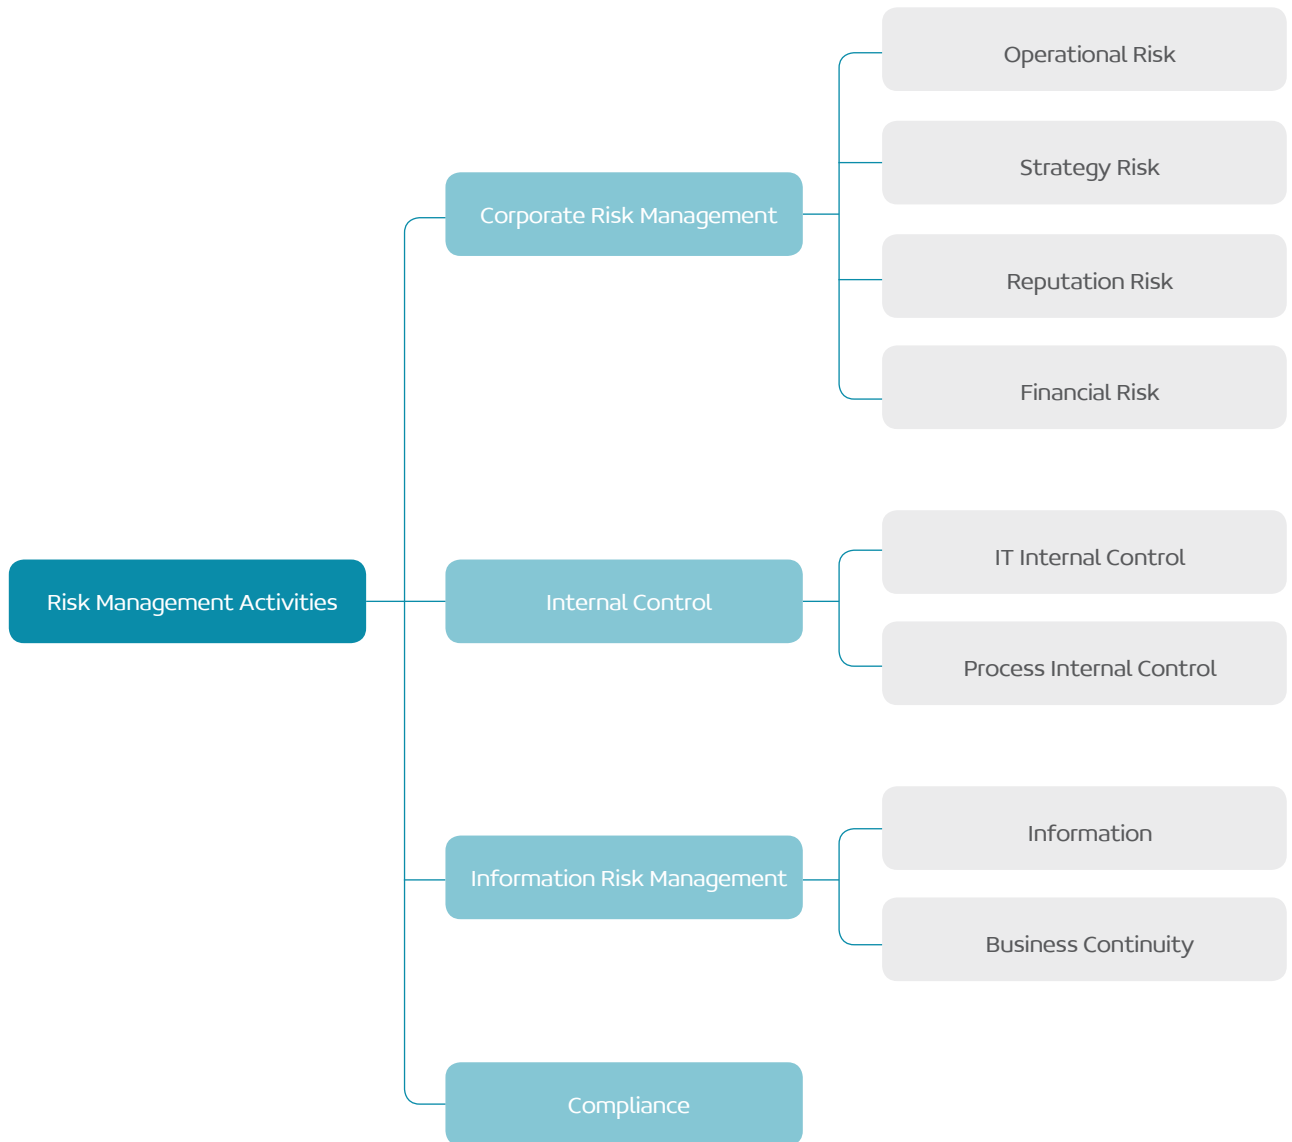 Risk Management Activities
Corporate Risk Management
Operational Risk
Strategy Risk
Reputation Risk
Financial Risk
Internal Control
IT Internal Control
Process Internal Control
Information Risk Management
Information
Business Continuity
Compliance